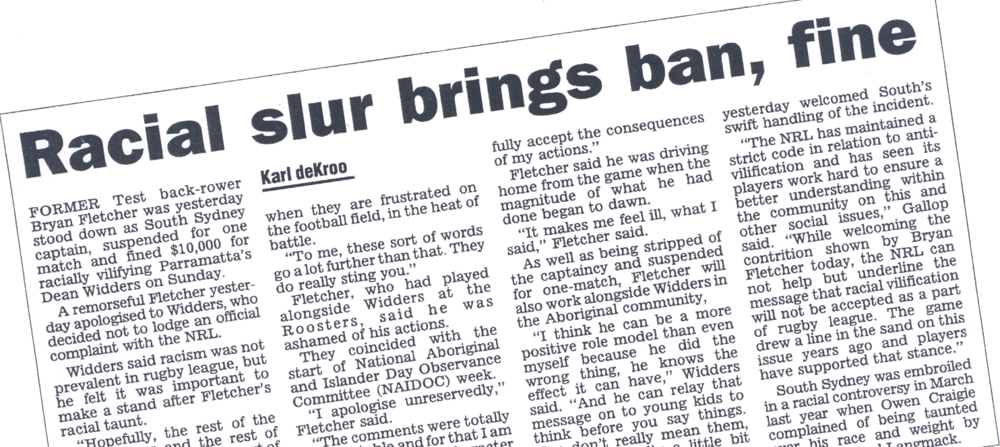 Racial slur brings ban, fine
Karl deKroo
FORMER Test back-rower
Bryan Fletcher was yesterday
stood down as South Sydney
captain, suspended for one
match and fined $10,000 for
racially vilifying Parramatta's
Dean Widders on Sunday.
A remorseful Fletcher yester-
day apologised to Widders, who
decided not to lodge an official
complaint with the NRL.
Widders said racism was not
prevalent in rugby league, but
he felt it was important to
make a stand after Fletcher's
racial taunt.
"Hopefully, the rest of the
and the rest of
when they are frustrated on
the football field, in the heat of
battle.
"To me, these sort of words
go a lot further than that. They
do really sting you."
Fletcher, who had played
alongside Widders at the
Roosters, said he was
ashamed of his actions.
They coincided with the
start of National Aboriginal
and Islander Day Observance
Committee (NAIDOC) week.
"I apologise unreservedly,"
Fletcher said.
"The comments were totally
and for that I am
fully accept the consequences
of my actions."
Fletcher said he was driving
home from the game when the
magnitude of what he had
done began to dawn.
"It makes me feel ill, what I
said," Fletcher said.
As well as being stripped of
the captaincy and suspended
for one-match, Fletcher will
also work alongside Widders in
the Aboriginal community,
"I think he can be a more
positive role model than even
myself because he did the
wrong thing, he knows the
effect it can have," Widders
said. "And he can relay that
message on to young kids to
think before you say things.
don't really mean them,
a little bit
yesterday welcomed South's
swift handling of the incident.
"The NRL has maintained a
strict code in relation to anti-
vilification and has seen its
players work hard to ensure a
better understanding within
the community on this and
other social issues," Gallop
said. "While welcoming the
contrition shown by Bryan
Fletcher today, the NRL can
not help but underline the
message that racial vilification
will not be accepted as a part
of rugby league. The game
drew a line in the sand on this
issue years ago and players
have supported that stance."
South Sydney was embroiled
in a racial controversy in March
last year when Owen Craigie
complained of being taunted
over his race and weight by
Langmack.